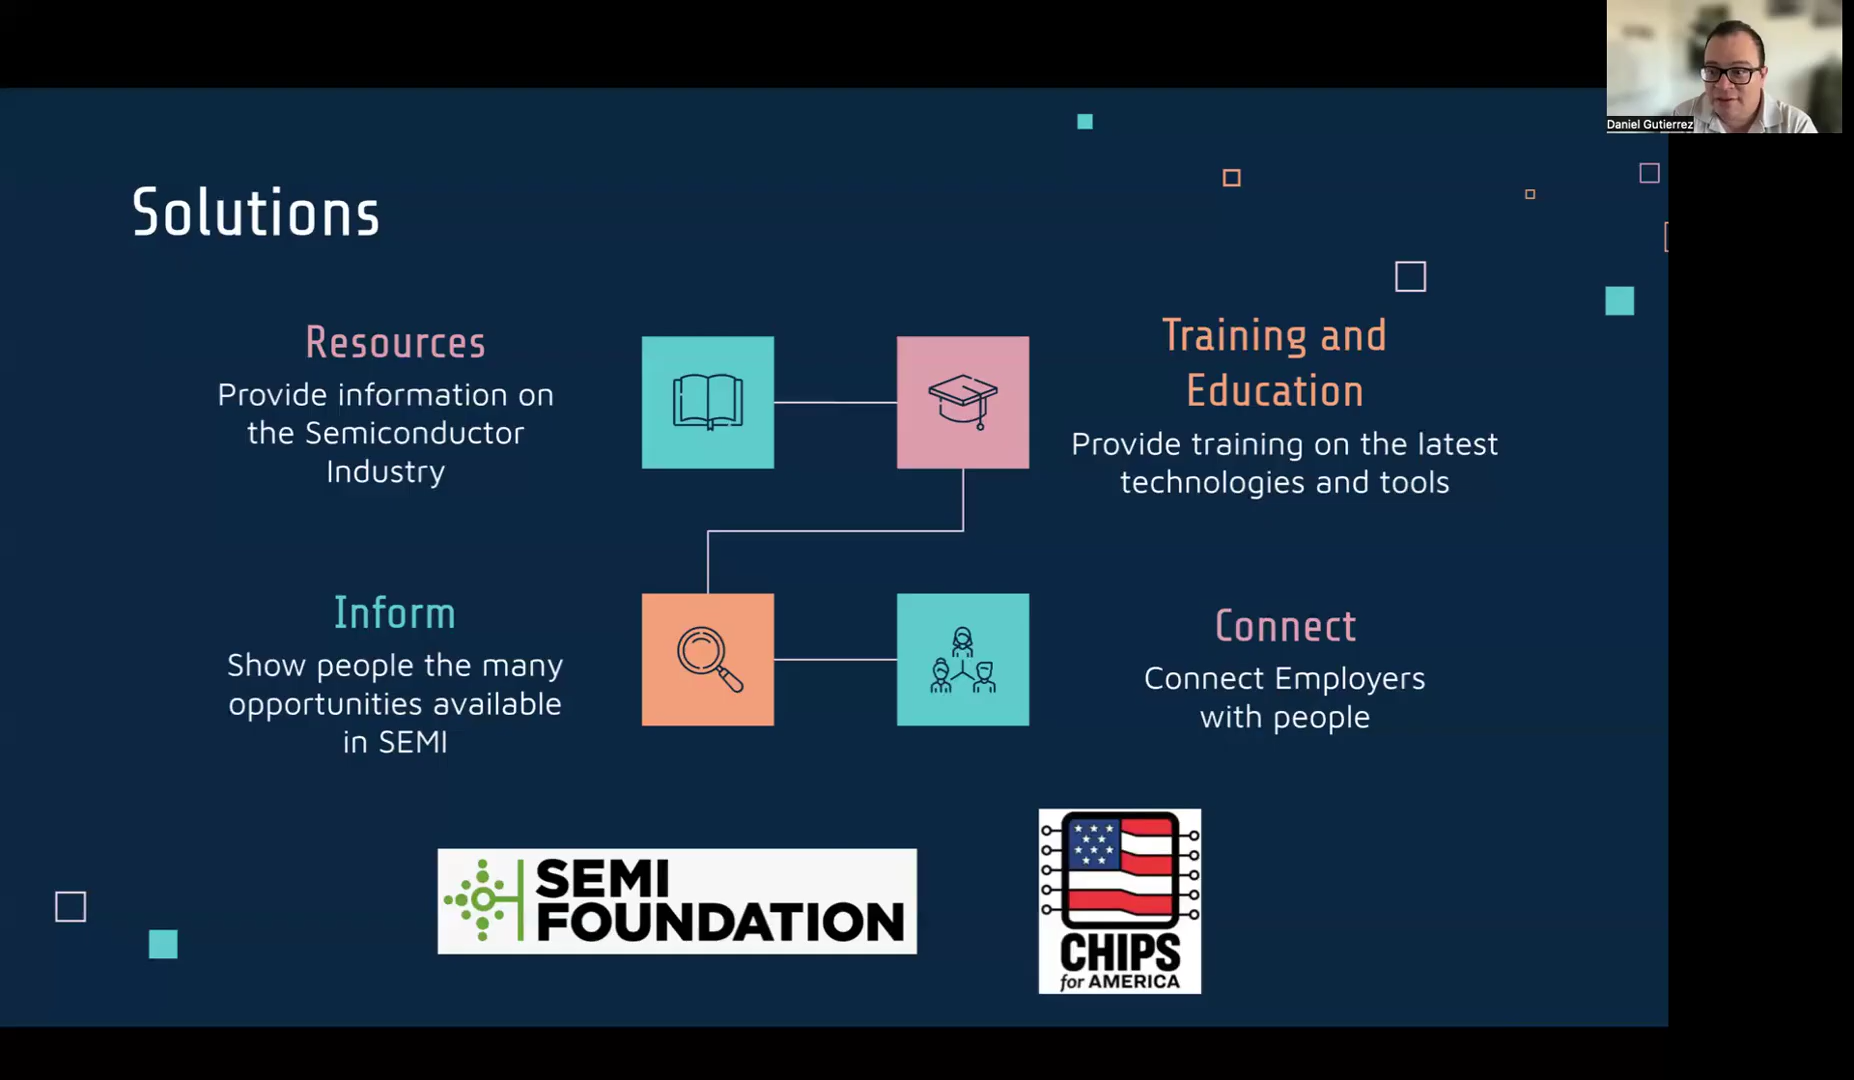 Daniel Gutierrez
Solutions
Resources
Provide information on
the Semiconductor
Industry
Training and
Education
Provide training on the latest
technologies and tools
Inform
Show people the many
opportunities available
in SEMI
Connect
Connect Employers
with people
SEMI
FOUNDATION
CHIPS
for AMERICA